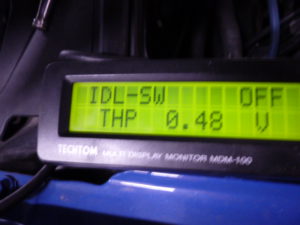 IDL-SW OFF
THP 0.48 V
TECHTOM MULTI DISPLAY MONITOR MDM-100